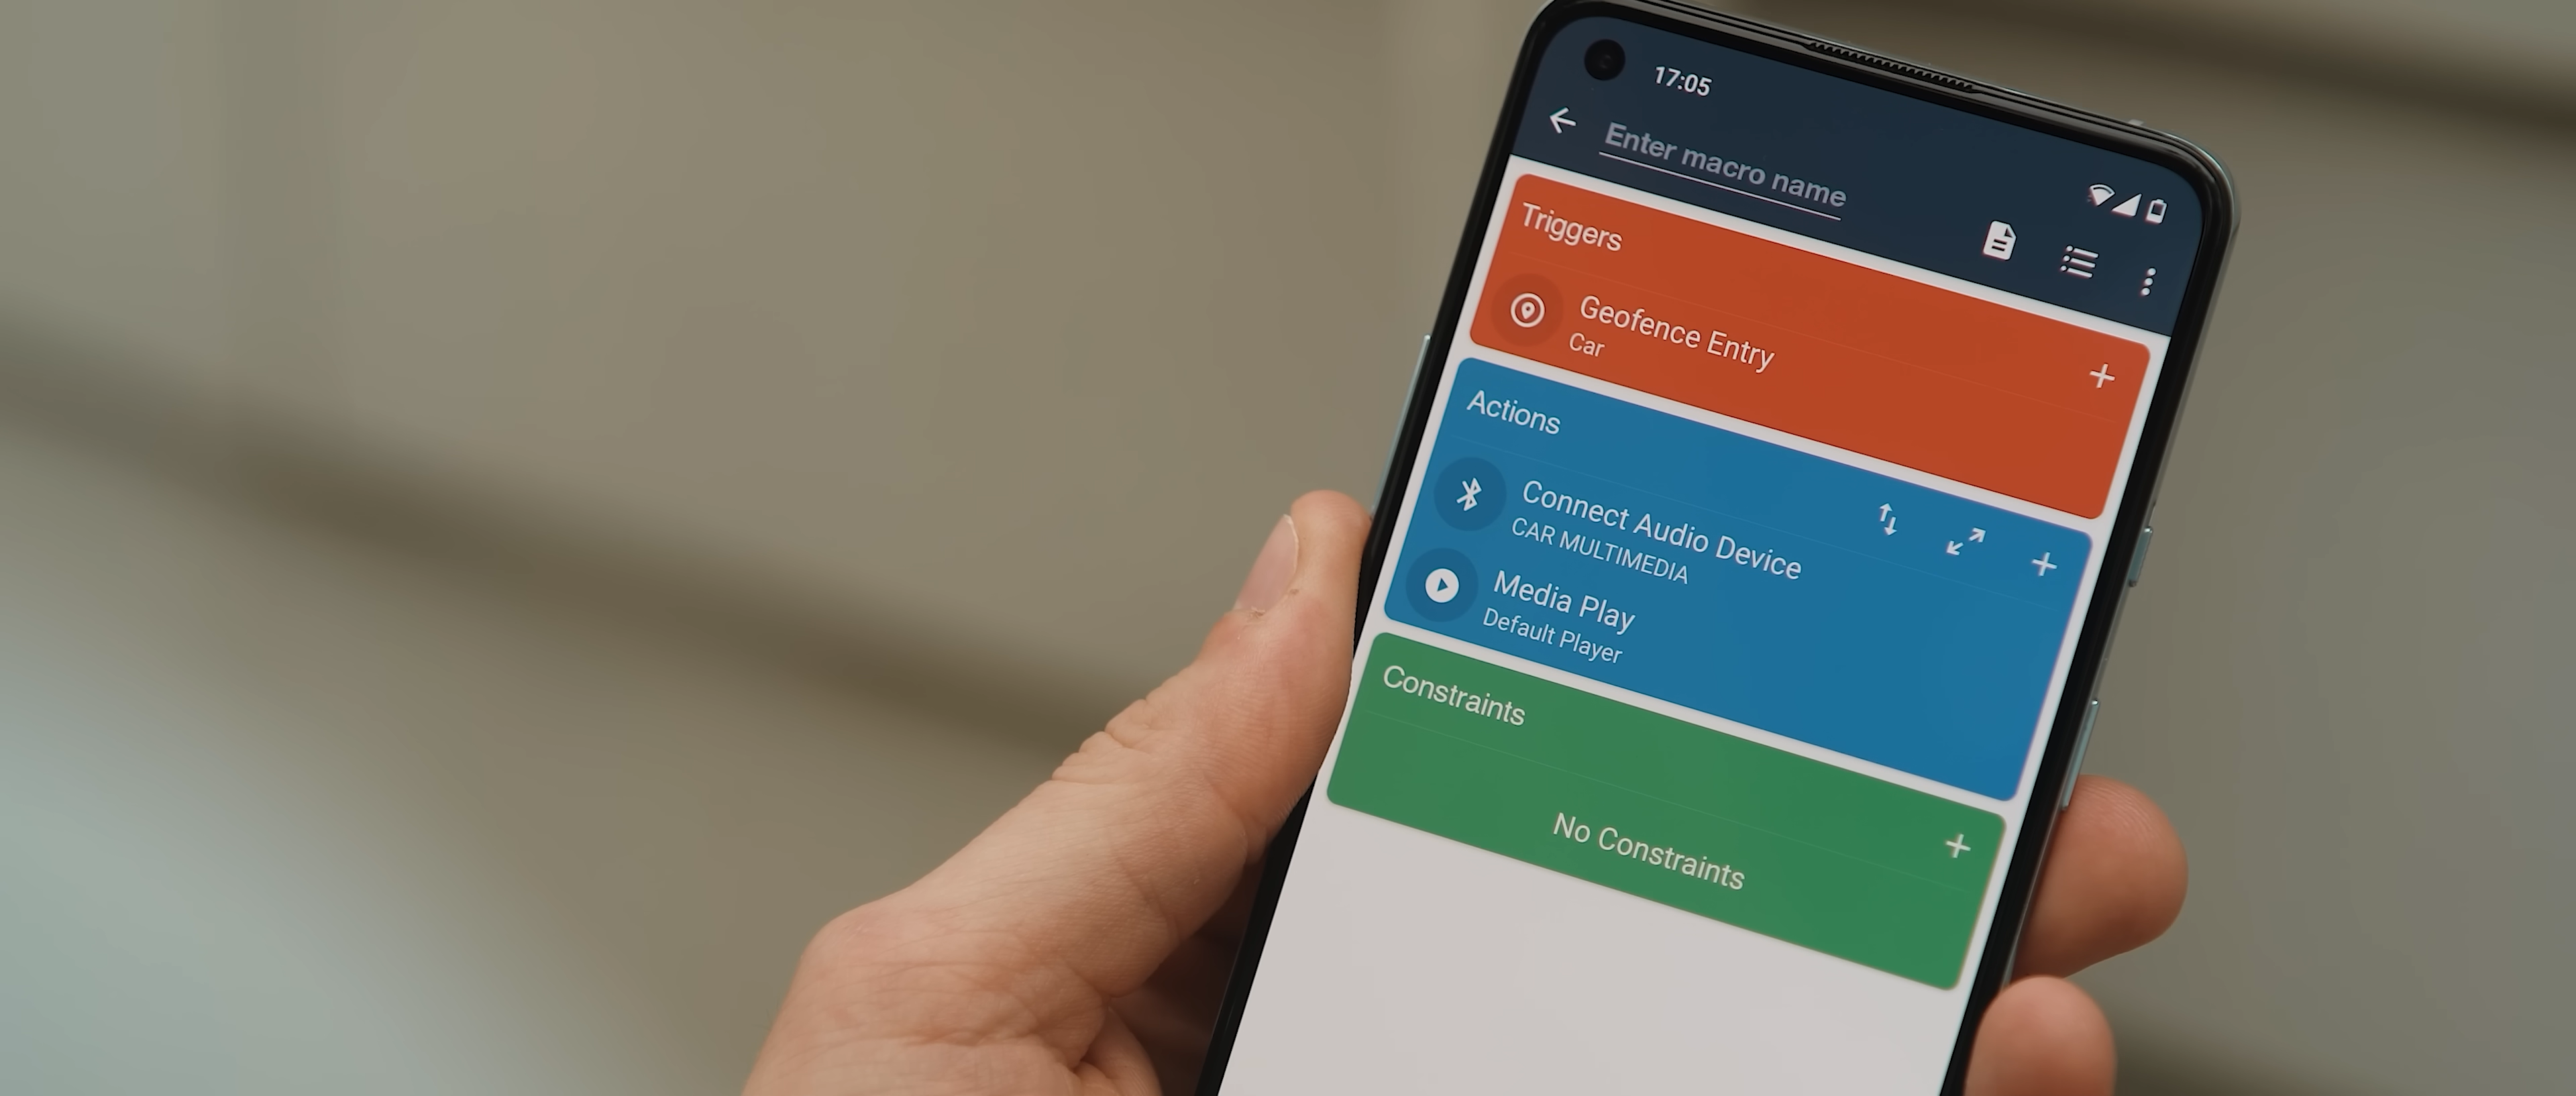 17:05
Enter macro name
Triggers
Geofence Entry
Car
Actions
Connect Audio Device
CAR MULTIMEDIA
Media Play
Default Player
Constraints
No Constraints